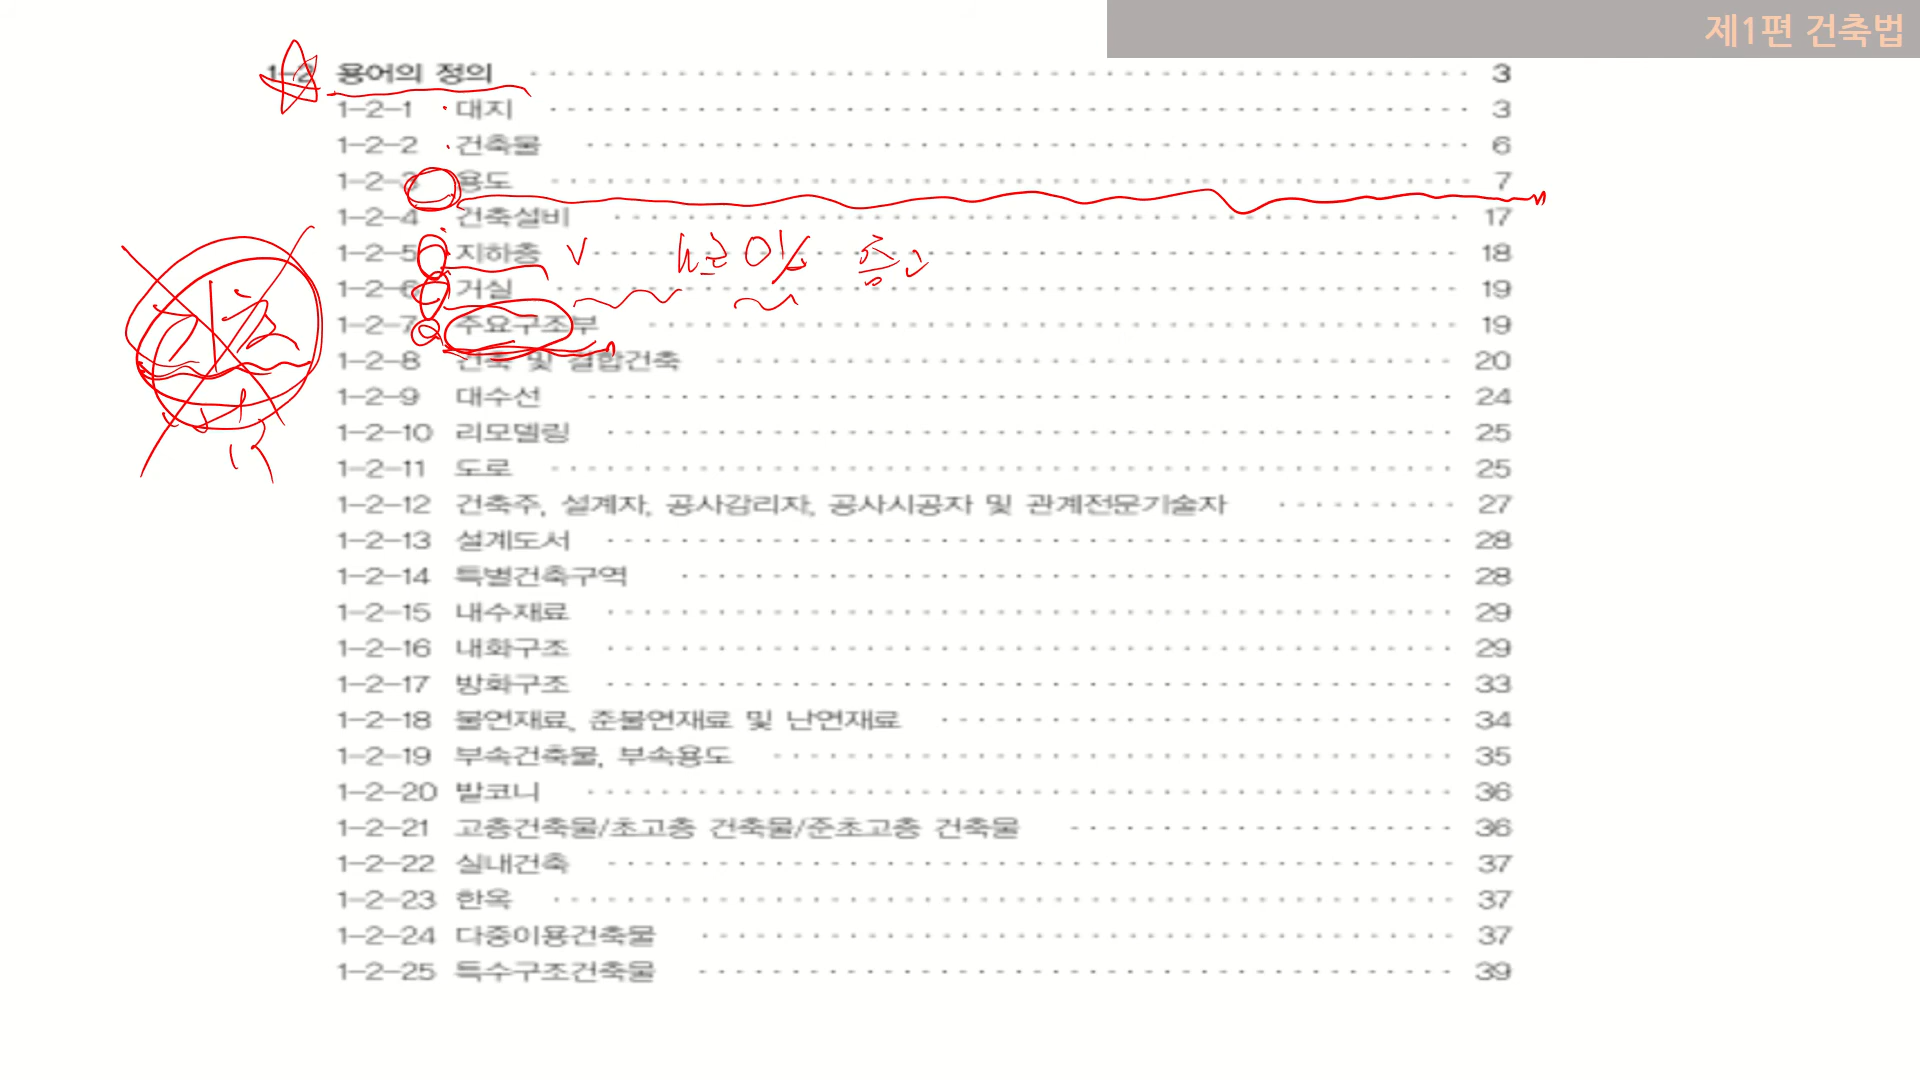 제1편 건축법
1-2 용어의 정의 3
1-2-1 대지 3
1-2-2 건축물 6
1-2-3 용도 7
1-2-4 건축설비 17
1-2-5 지하층 18
1-2-6 거실 19
1-2-7 주요구조부 19
1-2-8 건축 및 결합건축 20
1-2-9 대수선 24
1-2-10 리모델링 25
1-2-11 도로 25
1-2-12 건축주, 설계자, 공사감리자, 공사시공자 및 관계전문기술자 27
1-2-13 설계도서 28
1-2-14 특별건축구역 28
1-2-15 내수재료 29
1-2-16 내화구조 29
1-2-17 방화구조 33
1-2-18 불연재료, 준불연재료 및 난연재료 34
1-2-19 부속건축물, 부속용도 35
1-2-20 발코니 36
1-2-21 고층건축물/초고층 건축물/준초고층 건축물 36
1-2-22 실내건축 37
1-2-23 한옥 37
1-2-24 다중이용건축물 37
1-2-25 특수구조건축물 39